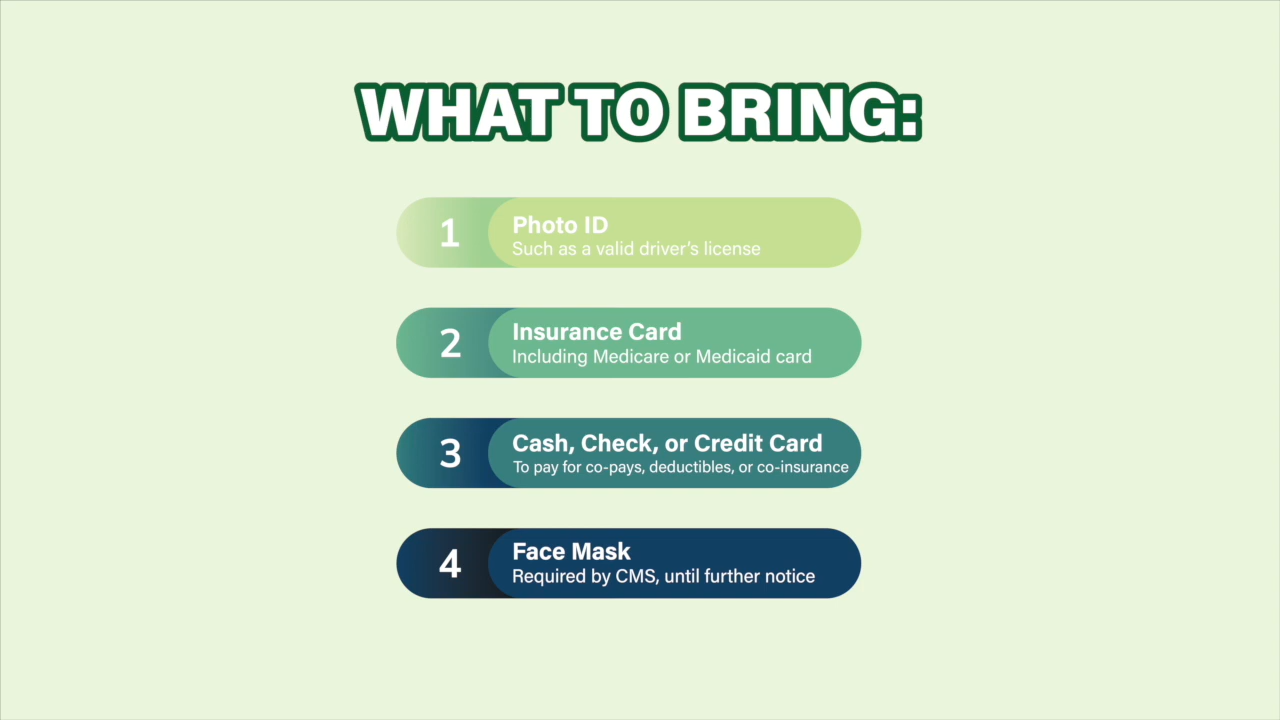 WHAT TO BRING:
1
Photo ID
Such as a valid driver's license
2
Insurance Card
Including Medicare or Medicaid card
3
Cash, Check, or Credit Card
To pay for co-pays, deductibles, or co-insurance
4
Face Mask
Required by CMS, until further notice